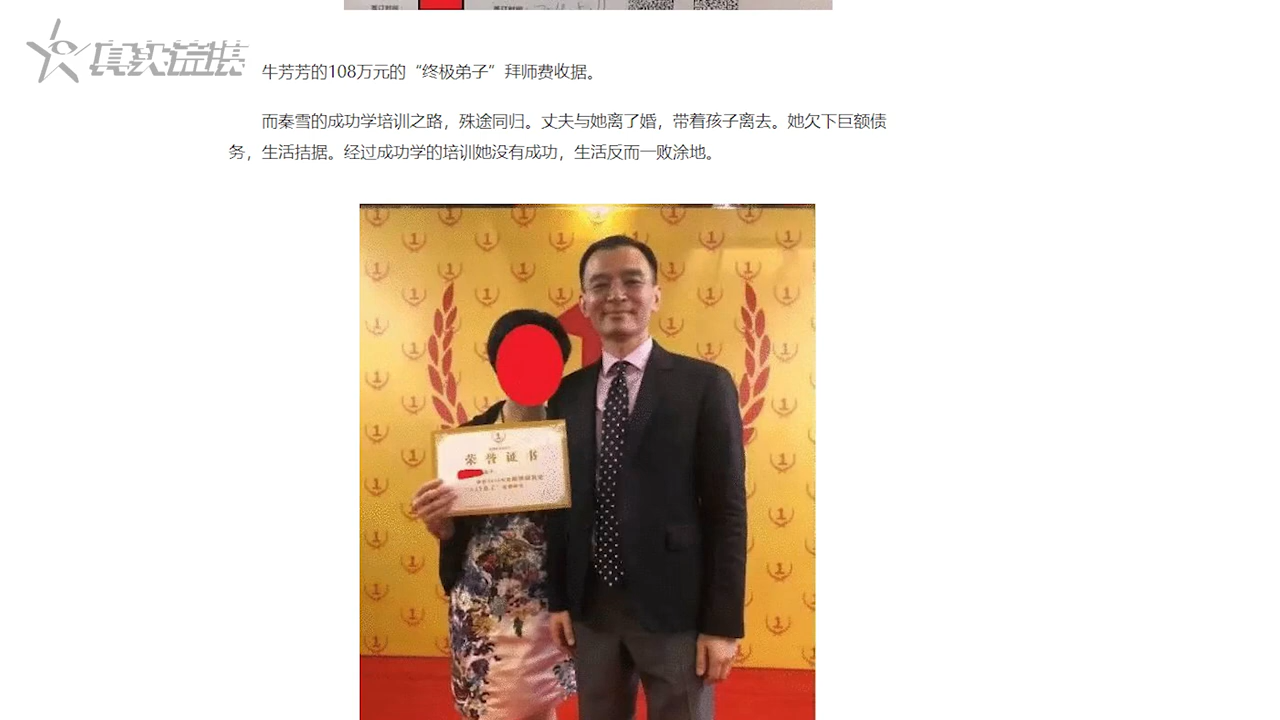 真实前提
牛芳芳的108万元的“终极弟子”拜师费收据。
而秦雪的成功学培训之路，殊途同归。丈夫与她离了婚，带着孩子离去。她欠下巨额债
务，生活拮据。经过成功学的培训她没有成功，生活反而一败涂地。
荣誉证书